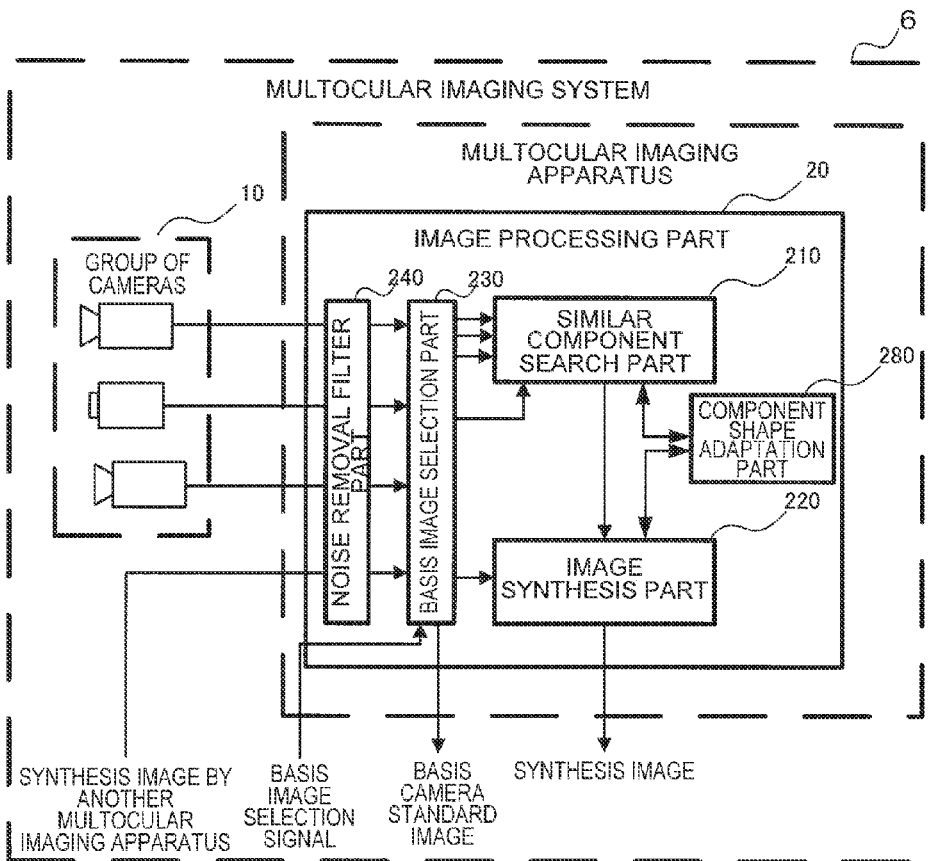 6
MULTOCULAR IMAGING SYSTEM
MULTOCULAR IMAGING
APPARATUS
10
20
GROUP OF
CAMERAS
IMAGE PROCESSING PART
240
230
210
NOISE REMOVAL FILTER
PART
BASIS IMAGE SELECTION PART
SIMILAR
COMPONENT
SEARCH PART
280
COMPONENT
SHAPE
ADAPTATION
PART
220
IMAGE
SYNTHESIS PART
SYNTHESIS IMAGE BY
ANOTHER
MULTOCULAR
IMAGING APPARATUS
BASIS
IMAGE
SELECTION
SIGNAL
BASIS
CAMERA
STANDARD
IMAGE
SYNTHESIS IMAGE